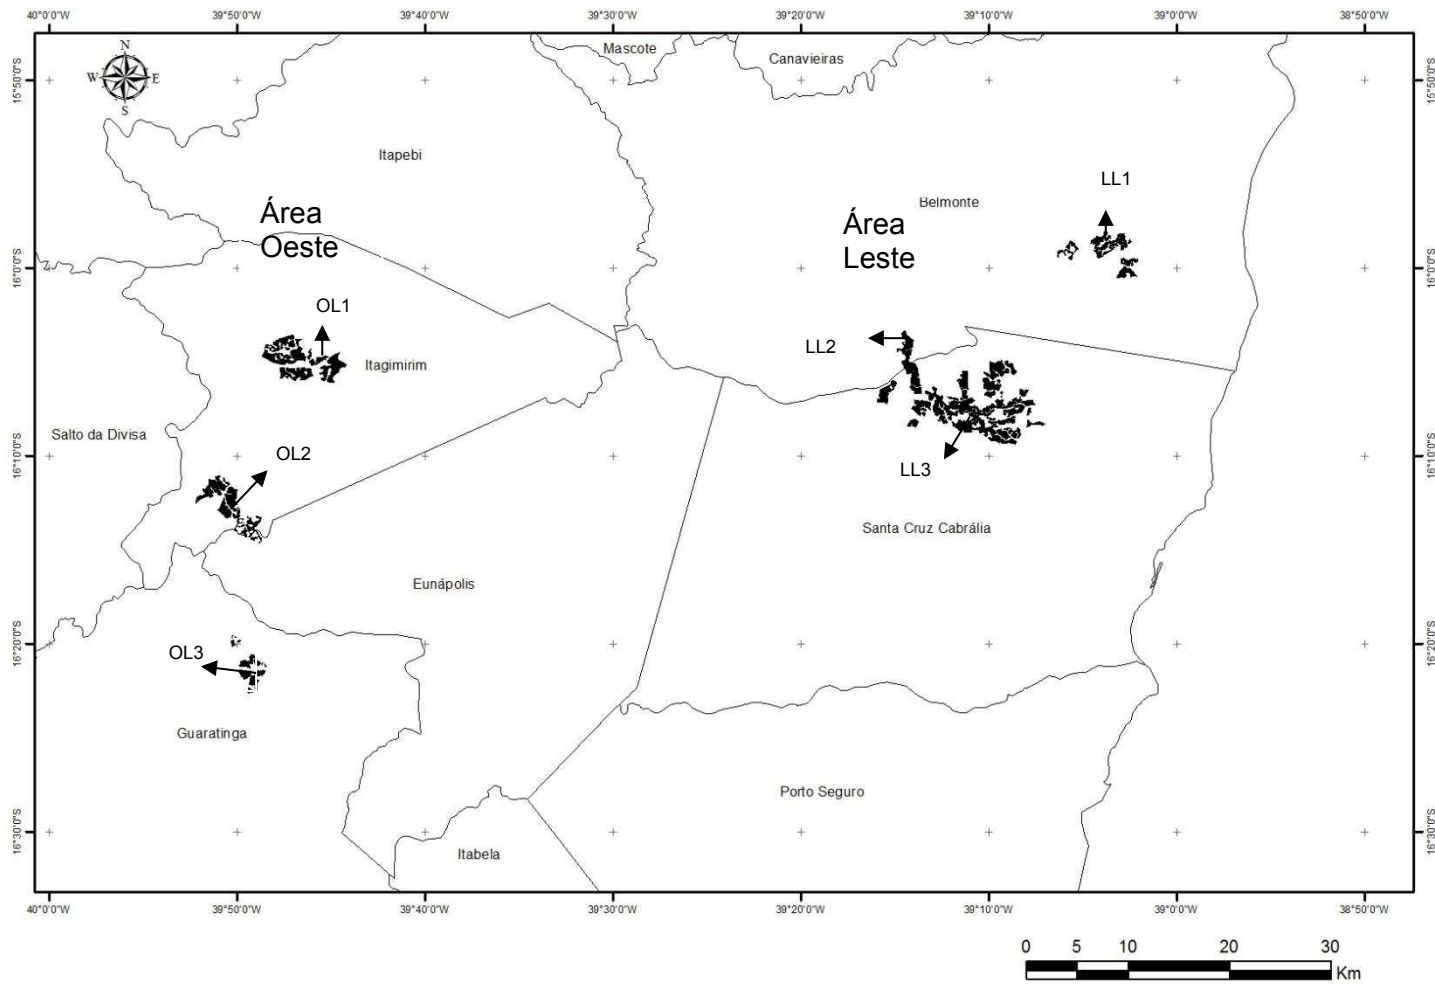 40°0'0"W
39°50'0"W
39°40'0"W
39°30'0"W
39°20'0"W
39°10'0"W
39°0'0"W
38°50'0"W
N
W
E
S
Mascote
Canavieiras
15°50'0"S
15°50'0"S
Itapebi
LL1
Belmonte
Área
Oeste
Área
Leste
16°0'0"S
16°0'0"S
OL1
LL2
Itagimirim
Salto da Divisa
OL2
16°10'0"S
16°10'0"S
LL3
Santa Cruz Cabrália
Eunápolis
16°20'0"S
16°20'0"S
OL3
Guaratinga
Porto Seguro
16°30'0"S
16°30'0"S
Itabela
40°0'0"W
39°50'0"W
39°40'0"W
39°30'0"W
39°20'0"W
39°10'0"W
39°0'0"W
38°50'0"W
0 5 10 20 30
Km